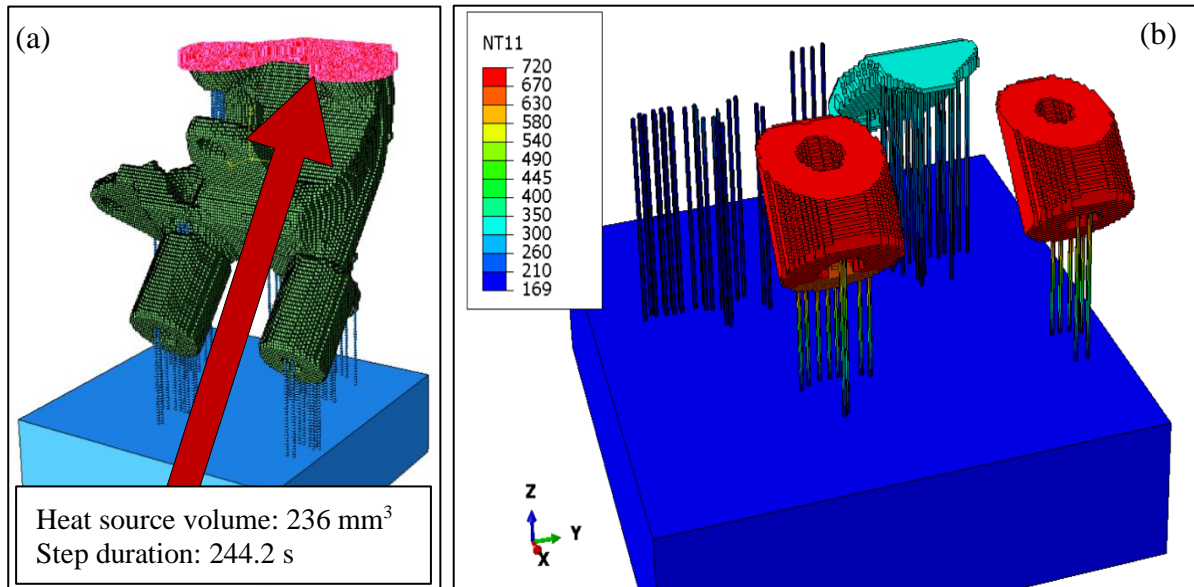 (a)
Heat source volume: 236 mm³
Step duration: 244.2 s
(b)
NT11
720
670
630
580
540
490
445
400
350
300
260
210
169
Z
Y
X